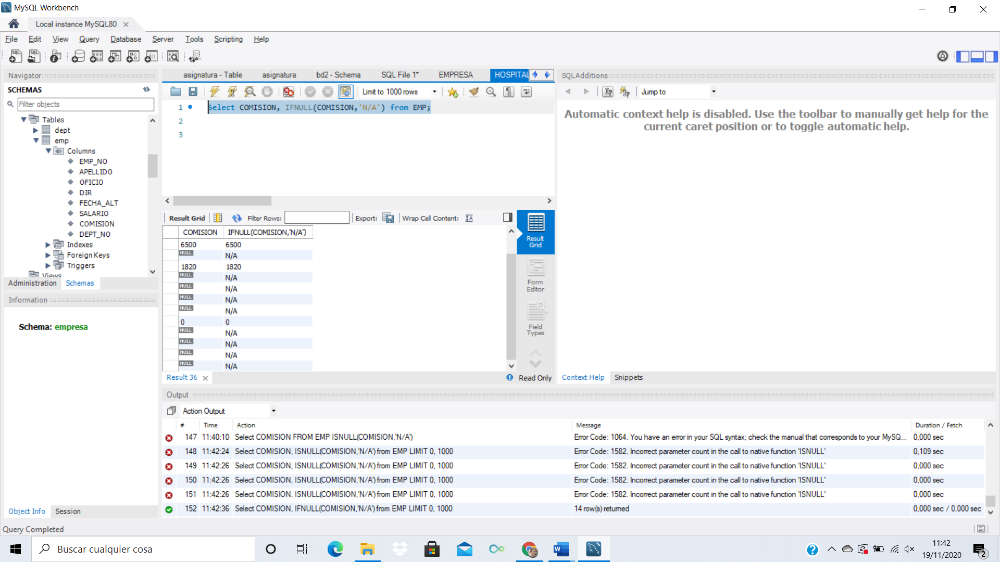 MySQL Workbench
Local instance MySQL80
File Edit View Query Database Server Tools Scripting Help
Navigator
SCHEMAS
Filter objects
Tables
dept
emp
Columns
EMP_NO
APELLIDO
OFICIO
DIR
FECHA_ALT
SALARIO
COMISION
DEPT_NO
Indexes
Foreign Keys
Triggers
Views
Administration Schemas
Information
Schema: empresa
Object Info Session
asignatura - Table asignatura bd2 - Schema SQL File 1* EMPRESA HOSPITAL
Limit to 1000 rows
1 Select COMISION, IFNULL(COMISION,'N/A') from EMP;
2
3
Result Grid Filter Rows: Export: Wrap Cell Content:
COMISION IFNULL(COMISION,'N/A')
6500 6500
NULL N/A
1820 1820
NULL N/A
NULL N/A
NULL N/A
NULL N/A
0 0
NULL N/A
NULL N/A
NULL N/A
NULL N/A
Result Grid
Form Editor
Field Types
Result 36 Read Only
SQLAdditions
Jump to
Automatic context help is disabled. Use the toolbar to manually get help for the
current caret position or to toggle automatic help.
Context Help Snippets
Output
Action Output
# Time Action Message Duration / Fetch
147 11:40:10 Select COMISION FROM EMP ISNULL(COMISION,'N/A') Error Code: 1064. You have an error in your SQL syntax; check the manual that corresponds to your MySQ... 0,000 sec
148 11:42:24 Select COMISION, ISNULL(COMISION,'N/A') from EMP LIMIT 0, 1000 Error Code: 1582. Incorrect parameter count in the call to native function 'ISNULL' 0,109 sec
149 11:42:26 Select COMISION, ISNULL(COMISION,'N/A') from EMP LIMIT 0, 1000 Error Code: 1582. Incorrect parameter count in the call to native function 'ISNULL' 0,000 sec
150 11:42:26 Select COMISION, ISNULL(COMISION,'N/A') from EMP LIMIT 0, 1000 Error Code: 1582. Incorrect parameter count in the call to native function 'ISNULL' 0,000 sec
151 11:42:26 Select COMISION, ISNULL(COMISION,'N/A') from EMP LIMIT 0, 1000 Error Code: 1582. Incorrect parameter count in the call to native function 'ISNULL' 0,000 sec
152 11:42:36 Select COMISION, IFNULL(COMISION,'N/A') from EMP LIMIT 0, 1000 14 row(s) returned 0,000 sec / 0,000 sec
Query Completed
Buscar cualquier cosa
11:42
19/11/2020
2